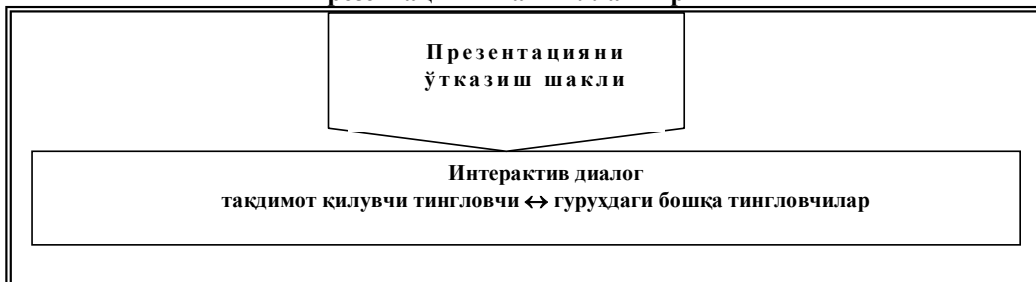 Презентацияни
ўтказиш шакли
Интерактив диалог
тақдимот қилувчи тингловчи ↔ гуруҳдаги бошқа тингловчилар